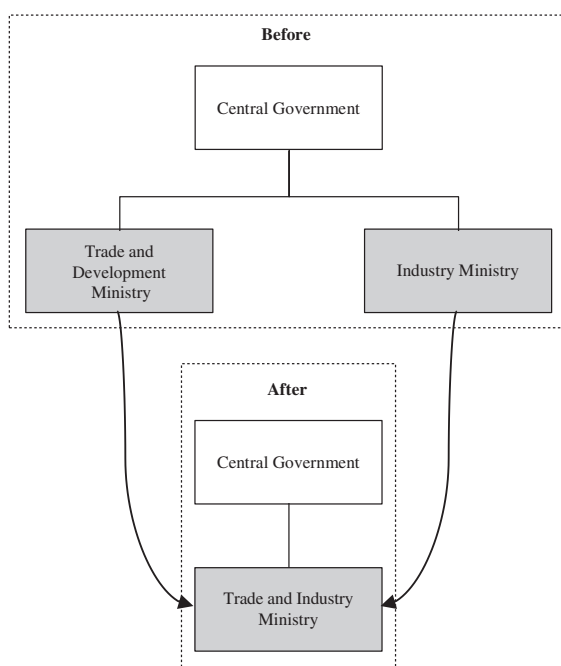 Before
Central Government
Trade and
Development
Ministry
Industry Ministry
After
Central Government
Trade and Industry
Ministry